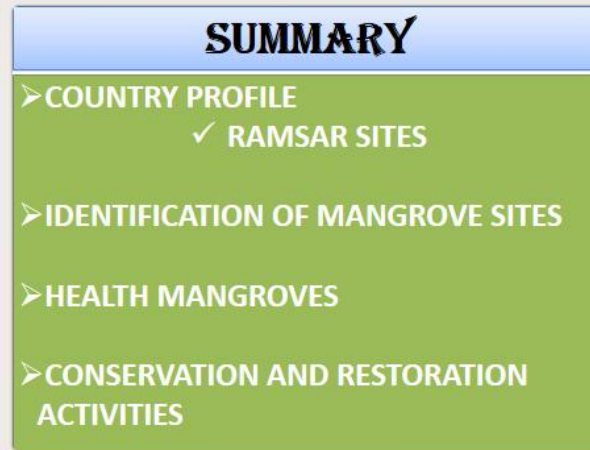 SUMMARY
➢COUNTRY PROFILE
✓ RAMSAR SITES
➢IDENTIFICATION OF MANGROVE SITES
➢HEALTH MANGROVES
➢CONSERVATION AND RESTORATION
ACTIVITIES